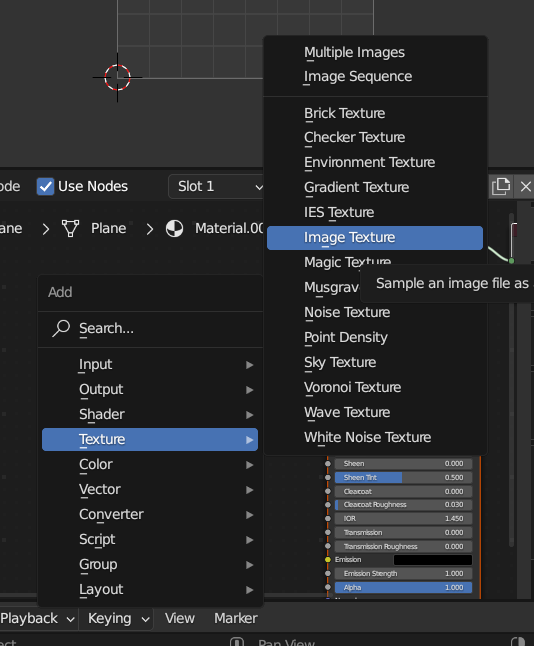 Multiple Images
Image Sequence
Brick Texture
Checker Texture
Environment Texture
Use Nodes
Slot 1
Gradient Texture
IES Texture
Plane
Material.00
Image Texture
Magic Texture
Sample an image file as
Add
Noise Texture
Search...
Point Density
Input
Sky Texture
Output
Voronoi Texture
Shader
Wave Texture
Texture
White Noise Texture
Color
Sheen 0.000
Sheen Tint 0.500
Vector
Clearcoat 0.000
Clearcoat Roughness 0.030
Converter
IOR 1.450
Transmission 0.000
Script
Transmission Roughness 0.000
Emission
Group
Emission Strength 1.000
Layout
Alpha 1.000
Playback Keying View Marker
Pan View